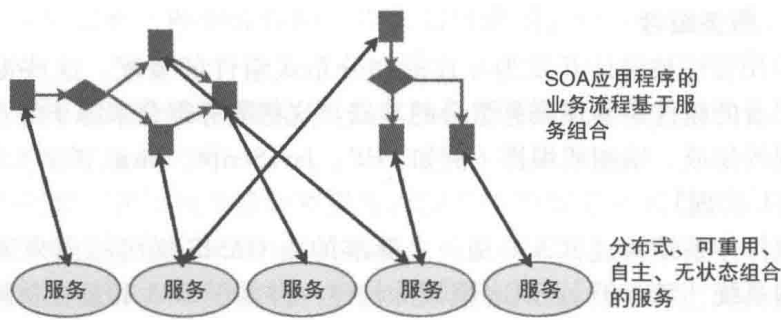 SOA应用程序的
业务流程基于服
务组合
分布式、可重用、
自主、无状态组合
的服务
服务 服务 服务 服务 服务